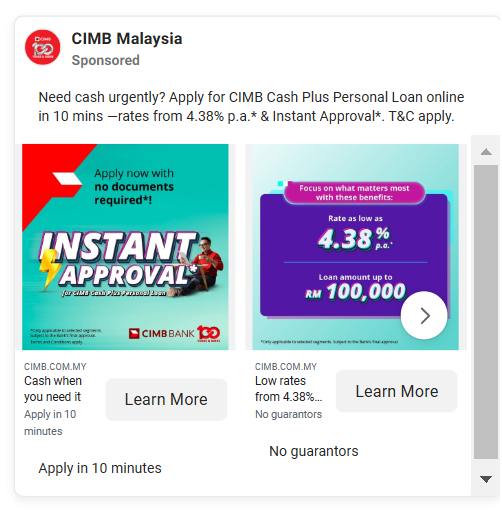 CIMB Malaysia
Sponsored
Need cash urgently? Apply for CIMB Cash Plus Personal Loan online
in 10 mins —rates from 4.38% p.a.* & Instant Approval*. T&C apply.
CIMB
100
Apply now with
no documents
required*!
INSTANT
APPROVAL*
for CIMB Cash Plus Personal Loan
*Only applicable to selected segments.
Subject to the Bank's final approval.
Terms and Conditions apply.
CIMB BANK 100
Focus on what matters most
with these benefits:
Rate as low as
4.38% p.a.*
Loan amount up to
RM 100,000
*Only applicable to selected segments. Subject to the Bank's final approval.
CIMB.COM.MY
Cash when
you need it
Apply in 10
minutes
Learn More
Apply in 10 minutes
CIMB.COM.MY
Low rates
from 4.38%...
No guarantors
Learn More
No guarantors